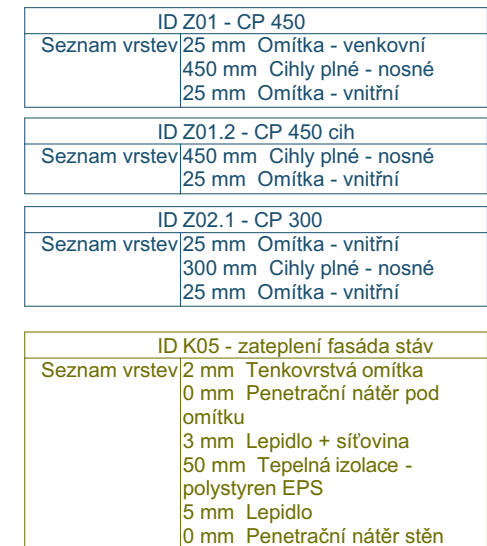 ID Z01 - CP 450
Seznam vrstev 25 mm  Omítka - venkovní
450 mm  Cihly plné - nosné
25 mm  Omítka - vnitřní
ID Z01.2 - CP 450 cih
Seznam vrstev 450 mm  Cihly plné - nosné
25 mm  Omítka - vnitřní
ID Z02.1 - CP 300
Seznam vrstev 25 mm  Omítka - vnitřní
300 mm  Cihly plné - nosné
25 mm  Omítka - vnitřní
ID K05 - zateplení fasáda stáv
Seznam vrstev 2 mm  Tenkovrstvá omítka
0 mm  Penetrační nátěr pod
omítku
3 mm  Lepidlo + síťovina
50 mm  Tepelná izolace -
polystyren EPS
5 mm  Lepidlo
0 mm  Penetrační nátěr stěn